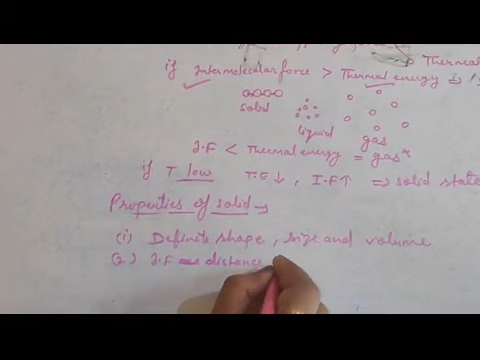 Thermal
if Intermolecular force > Thermal energy ⇒
solid
liquid
gas
I.F < Thermal energy = gas
if T low T.E ↓, I.F ↑ ⇒ solid state
Properties of solid →
(i) Definite shape, size and volume
(2) I.F distance